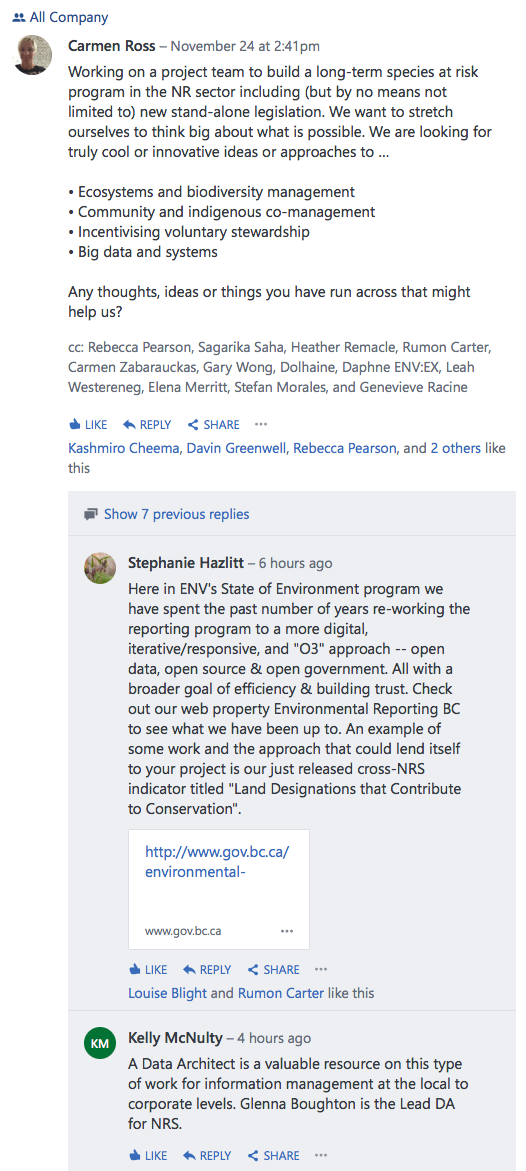 All Company
Carmen Ross – November 24 at 2:41pm
Working on a project team to build a long-term species at risk
program in the NR sector including (but by no means not
limited to) new stand-alone legislation. We want to stretch
ourselves to think big about what is possible. We are looking for
truly cool or innovative ideas or approaches to ...
• Ecosystems and biodiversity management
• Community and indigenous co-management
• Incentivising voluntary stewardship
• Big data and systems
Any thoughts, ideas or things you have run across that might
help us?
cc: Rebecca Pearson, Sagarika Saha, Heather Remacle, Rumon Carter,
Carmen Zabarauckas, Gary Wong, Dolhaine, Daphne ENV:EX, Leah
Westereneg, Elena Merritt, Stefan Morales, and Genevieve Racine
LIKE REPLY SHARE •••
Kashmiro Cheema, Davin Greenwell, Rebecca Pearson, and 2 others like
this
Show 7 previous replies
Stephanie Hazlitt – 6 hours ago
Here in ENV's State of Environment program we
have spent the past number of years re-working the
reporting program to a more digital,
iterative/responsive, and "O3" approach -- open
data, open source & open government. All with a
broader goal of efficiency & building trust. Check
out our web property Environmental Reporting BC
to see what we have been up to. An example of
some work and the approach that could lend itself
to your project is our just released cross-NRS
indicator titled "Land Designations that Contribute
to Conservation".
http://www.gov.bc.ca/
environmental-
www.gov.bc.ca •••
LIKE REPLY SHARE •••
Louise Blight and Rumon Carter like this
KM
Kelly McNulty – 4 hours ago
A Data Architect is a valuable resource on this type
of work for information management at the local to
corporate levels. Glenna Boughton is the Lead DA
for NRS.
LIKE REPLY SHARE •••